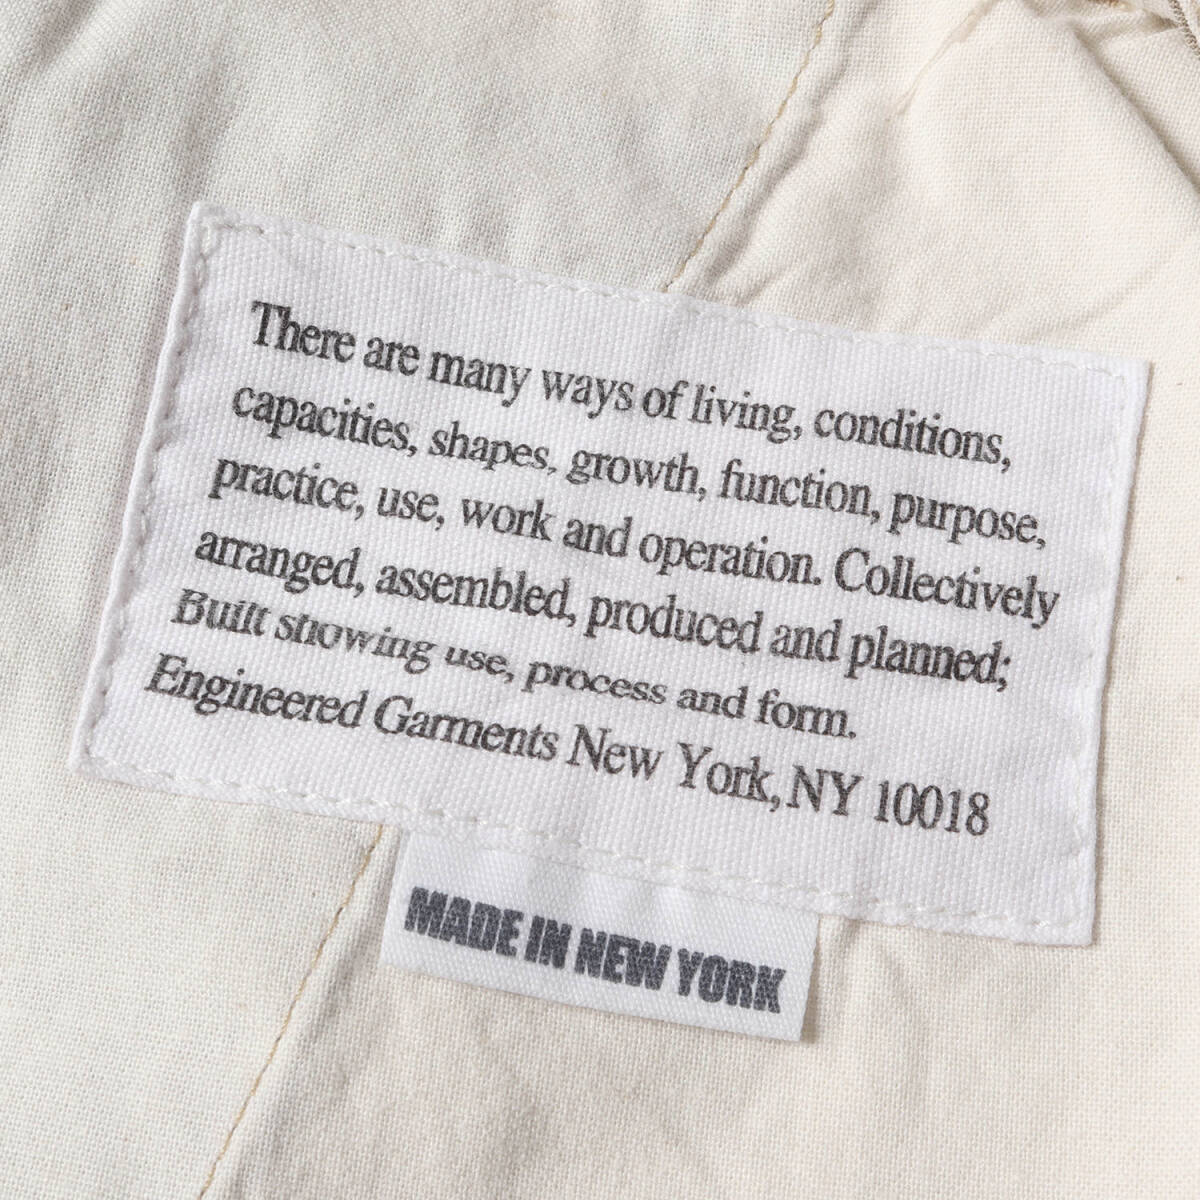 There are many ways of living, conditions,
capacities, shapes, growth, function, purpose,
practice, use, work and operation. Collectively
arranged, assembled, produced and planned;
Built showing use, process and form.
Engineered Garments New York, NY 10018
MADE IN NEW YORK